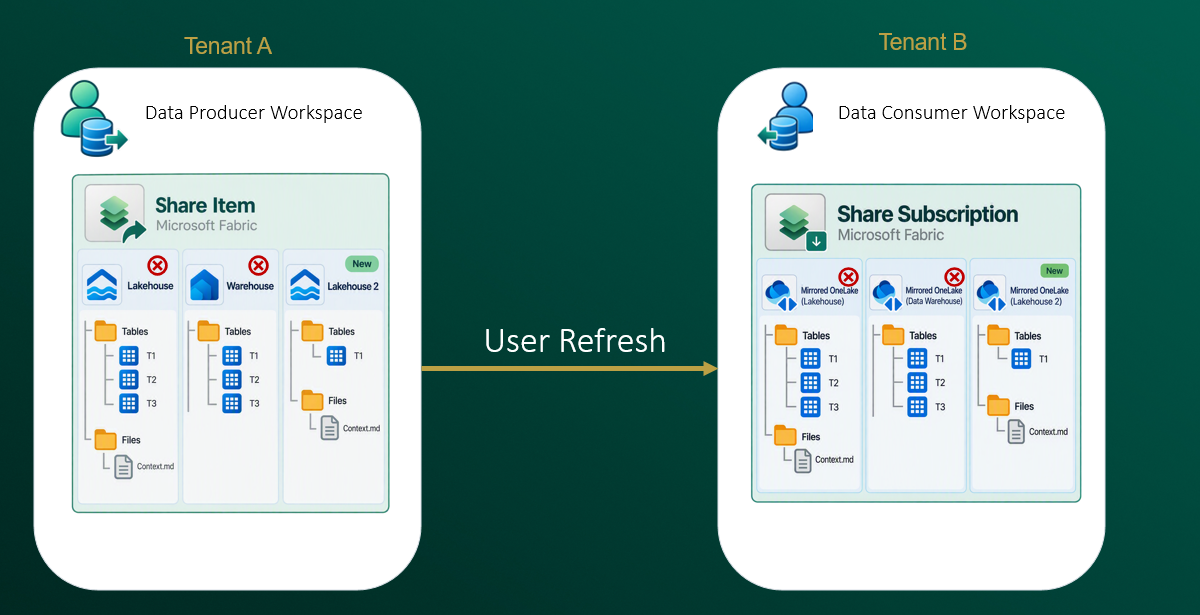 Tenant A
Data Producer Workspace
Share Item
Microsoft Fabric
Lakehouse
Tables
T1
T2
T3
Files
Context.md
Warehouse
Tables
T1
T2
T3
New
Lakehouse 2
Tables
T1
Files
Context.md
User Refresh
Tenant B
Data Consumer Workspace
Share Subscription
Microsoft Fabric
Mirrored OneLake
(Lakehouse)
Tables
T1
T2
T3
Files
Context.md
Mirrored OneLake
(Data Warehouse)
Tables
T1
T2
T3
New
Mirrored OneLake
(Lakehouse 2)
Tables
T1
Files
Context.md